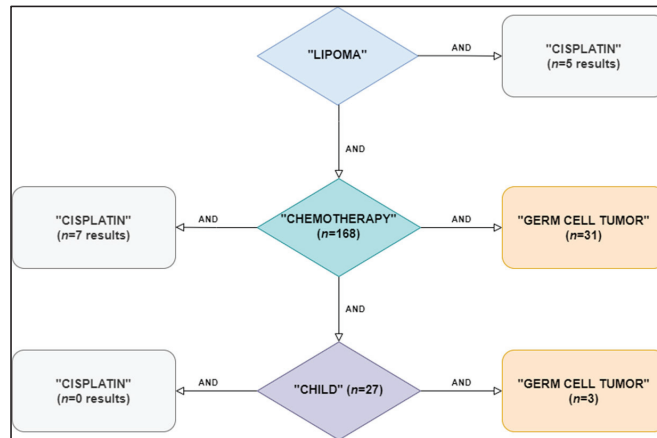 "LIPOMA"
AND
"CISPLATIN"
(n=5 results)
AND
"CISPLATIN"
(n=7 results)
AND
"CHEMOTHERAPY"
(n=168)
AND
"GERM CELL TUMOR"
(n=31)
AND
"CISPLATIN"
(n=0 results)
AND
"CHILD" (n=27)
AND
"GERM CELL TUMOR"
(n=3)